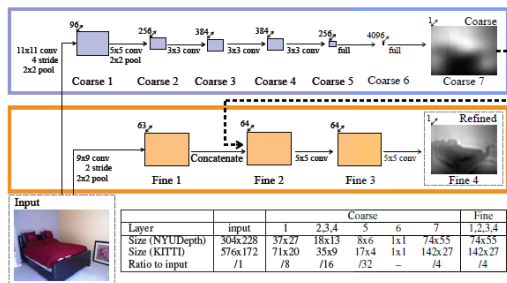 96 256 384 384 256 4096 1 Coarse
11x11 conv
4 stride
2x2 pool
5x5 conv
2x2 pool
3x3 conv 3x3 conv 3x3 conv full full
Coarse 1 Coarse 2 Coarse 3 Coarse 4 Coarse 5 Coarse 6 Coarse 7
63 64 64 1 Refined
9x9 conv
2 stride
2x2 pool
Concatenate 5x5 conv 5x5 conv
Fine 1 Fine 2 Fine 3 Fine 4
Input
Coarse Fine
Layer input 1 2,3,4 5 6 7 1,2,3,4
Size (NYUDepth) 304x228 37x27 18x13 8x6 1x1 74x55 74x55
Size (KITTI) 576x172 71x20 35x9 17x4 1x1 142x27 142x27
Ratio to input /1 /8 /16 /32 – /4 /4